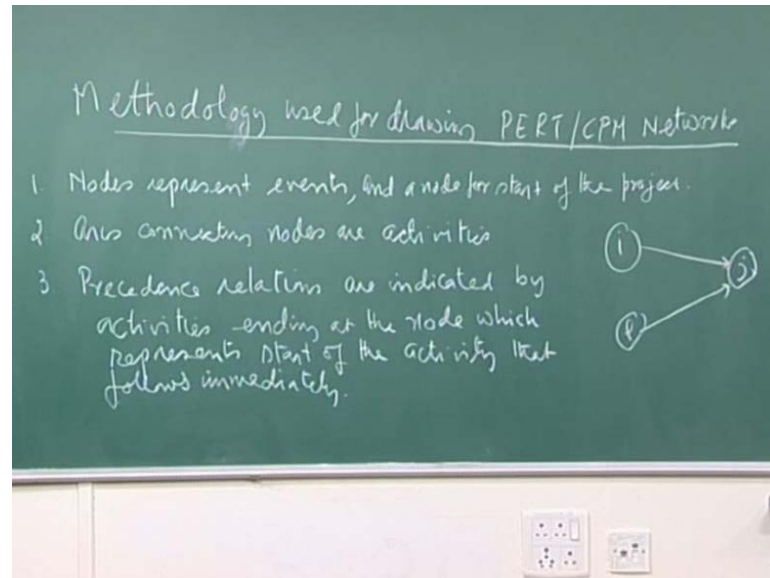 Methodology used for drawing PERT/CPM Networks
1. Nodes represent events, and a node for start of the project.
2. Arcs connecting nodes are activities
3 Precedence relations are indicated by
activities ending at the node which
represents start of the activity that
follows immediately.
i
j